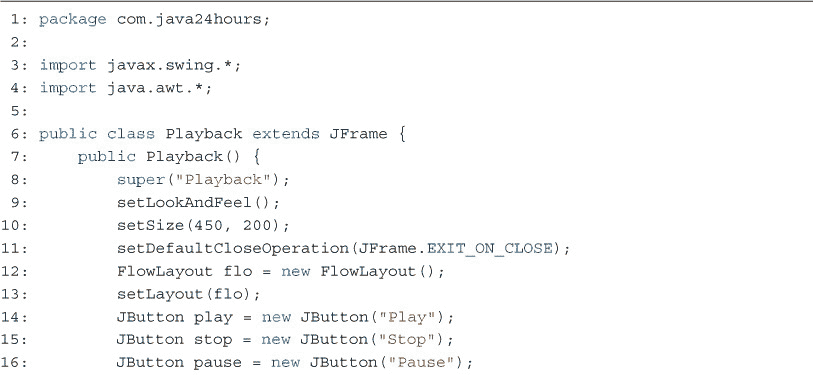 1: package com.java24hours;
2:
3: import javax.swing.*;
4: import java.awt.*;
5:
6: public class Playback extends JFrame {
7:     public Playback() {
8:         super("Playback");
9:         setLookAndFeel();
10:         setSize(450, 200);
11:         setDefaultCloseOperation(JFrame.EXIT_ON_CLOSE);
12:         FlowLayout flo = new FlowLayout();
13:         setLayout(flo);
14:         JButton play = new JButton("Play");
15:         JButton stop = new JButton("Stop");
16:         JButton pause = new JButton("Pause");